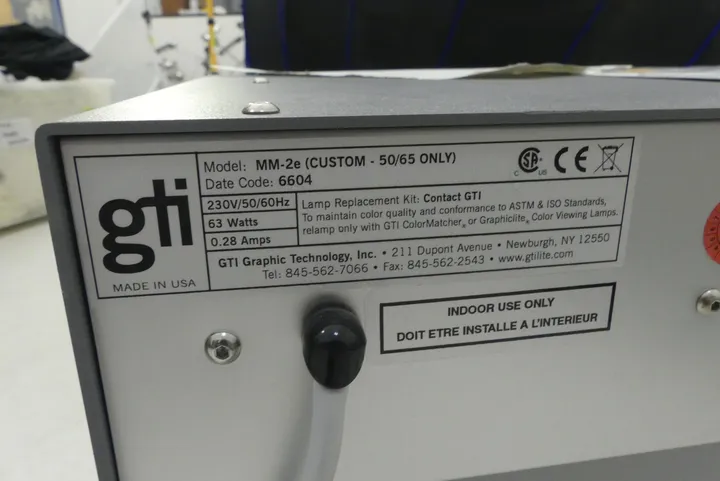 gti
MADE IN USA
Model: MM-2e (CUSTOM - 50/65 ONLY)
Date Code: 6604
230V/50/60Hz
63 Watts
0.28 Amps
Lamp Replacement Kit: Contact GTI
To maintain color quality and conformance to ASTM & ISO Standards,
relamp only with GTI ColorMatcher® or Graphiclite® Color Viewing Lamps.
GTI Graphic Technology, Inc. • 211 Dupont Avenue • Newburgh, NY 12550
Tel: 845-562-7066 • Fax: 845-562-2543 • www.gtilite.com
C SA US
CE
INDOOR USE ONLY
DOIT ETRE INSTALLE A L'INTERIEUR